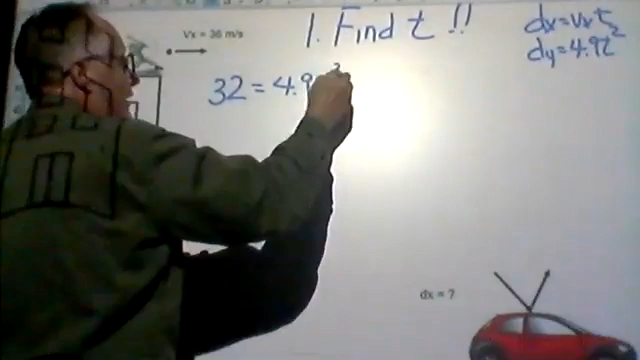 Vx = 36 m/s
1. Find t !!
dx = vxt
dy = 4.9t²
32 = 4.9
dx = ?